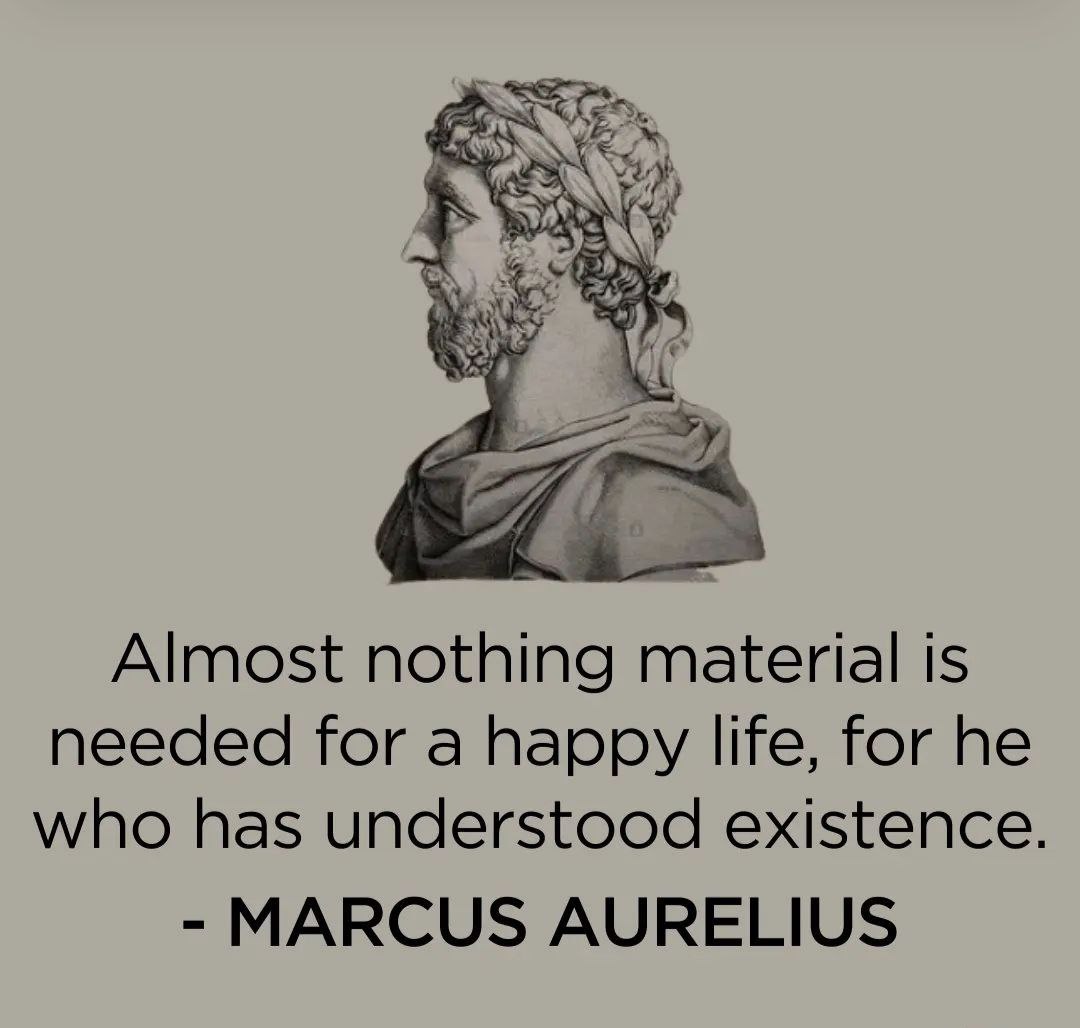 Almost nothing material is
needed for a happy life, for he
who has understood existence.
- MARCUS AURELIUS